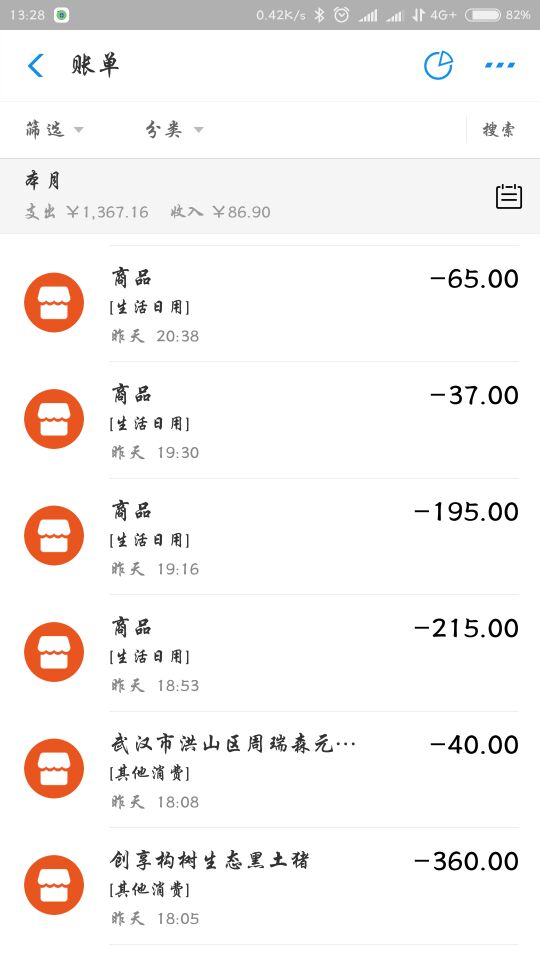 13:28 0.42K/s 4G+ 82%
账单
筛选 分类 搜索
本月
支出 ￥1,367.16 收入 ￥86.90
商品 -65.00
[生活日用]
昨天 20:38
商品 -37.00
[生活日用]
昨天 19:30
商品 -195.00
[生活日用]
昨天 19:16
商品 -215.00
[生活日用]
昨天 18:53
武汉市洪山区周瑞森元… -40.00
[其他消费]
昨天 18:08
创享构树生态黑土猪 -360.00
[其他消费]
昨天 18:05